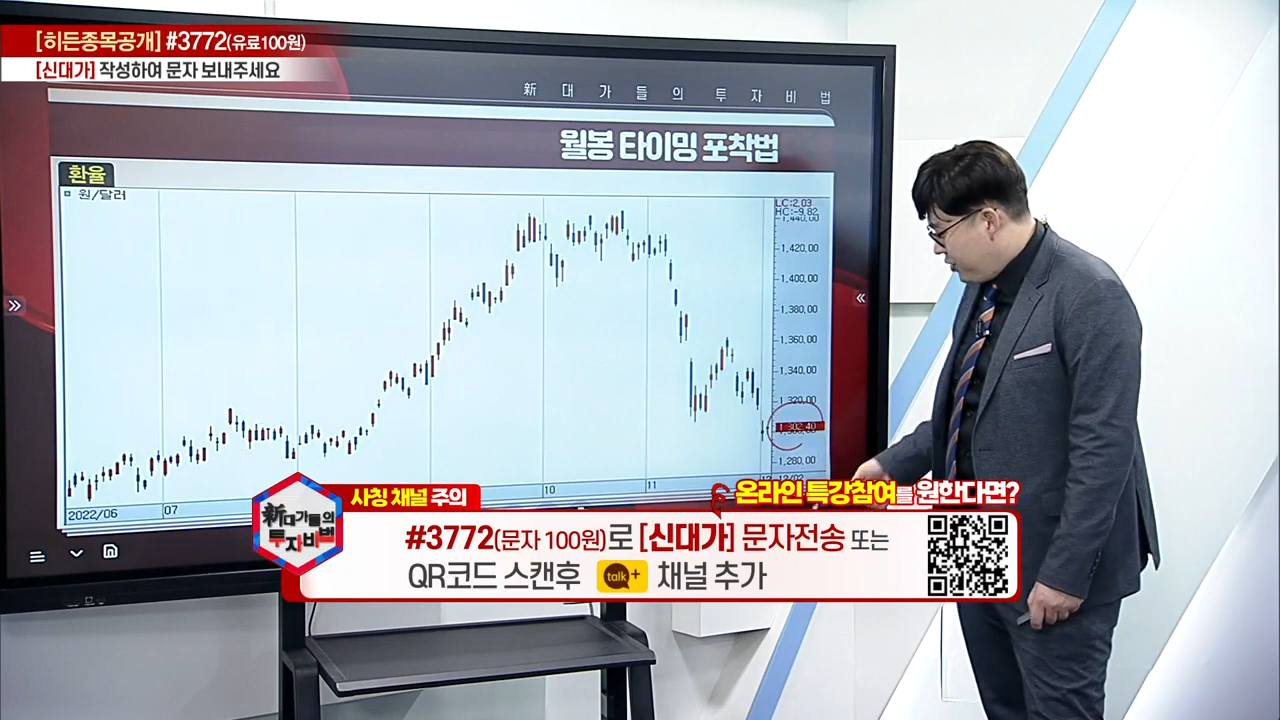 [히든종목공개] #3772(유료100원)
[신대가] 작성하여 문자 보내주세요
新 대 가 들 의 투 자 비 법
월봉 타이밍 포착법
환율
원/달러
LC:2,03
HC:-9,82
1,440,00
1,420,00
1,400,00
1,380,00
1,360,00
1,340,00
1,320,00
1,302,40
1,280,00
2022/06
07
10
11
사칭 채널 주의
온라인 특강참여를 원한다면?
新대가들의
투자비법
#3772(문자 100원)로 [신대가] 문자전송 또는
QR코드 스캔후 talk+ 채널 추가